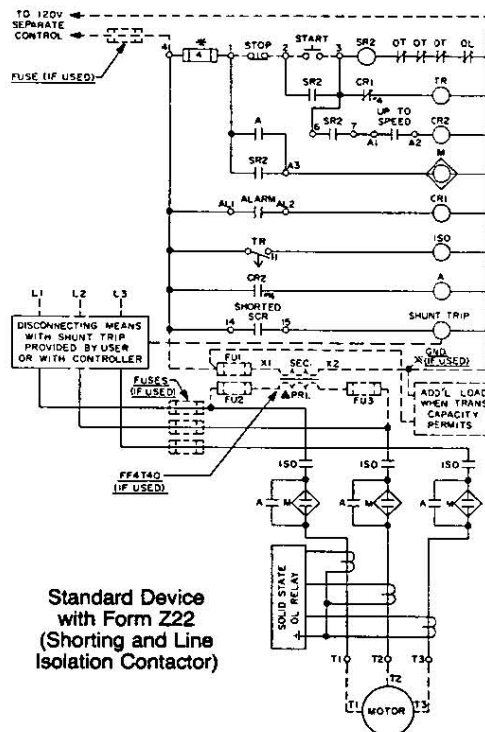 TO 120V
SEPARATE
CONTROL
FUSE (IF USED)
41
4
1
STOP
2
START
3
SR2
OT
OT
OT
OL
SR2
CR1
TR
UP TO
SPEED
6
SR2
7
A1
A2
CR2
A
SR2
A3
M
AL1
ALARM
AL2
CR1
TR
11
ISO
CR2
A
SHORTED
SCR
14
15
SHUNT TRIP
L1
L2
L3
DISCONNECTING MEANS
WITH SHUNT TRIP
PROVIDED BY USER
OR WITH CONTROLLER
FU1
X1
SEC.
X2
GND
(IF USED)
FUSES
(IF USED)
FU2
PRI.
FU3
ADD'L LOAD
WHEN TRANS
CAPACITY
PERMITS
FF4T40
(IF USED)
ISO
ISO
ISO
A
M
A
M
A
M
SOLID STATE
OL RELAY
Standard Device
with Form Z22
(Shorting and Line
Isolation Contactor)
T1
T2
T3
T2
T1
MOTOR
T3